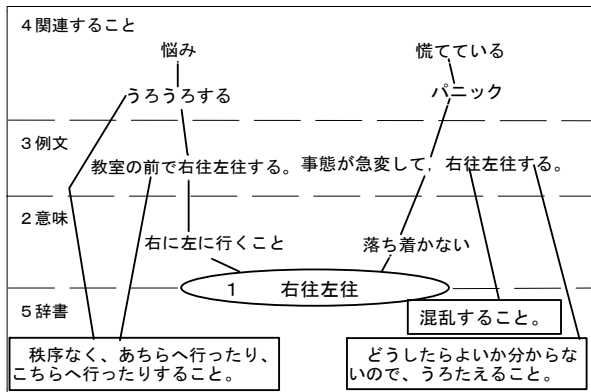 ４関連すること
悩み
慌てている
うろうろする
パニック
３例文
教室の前で右往左往する。
事態が急変して，右往左往する。
２意味
右に左に行くこと
落ち着かない
１　右往左往
５辞書
混乱すること。
秩序なく、あちらへ行ったり、
こちらへ行ったりすること。
どうしたらよいか分からな
いので、うろたえること。